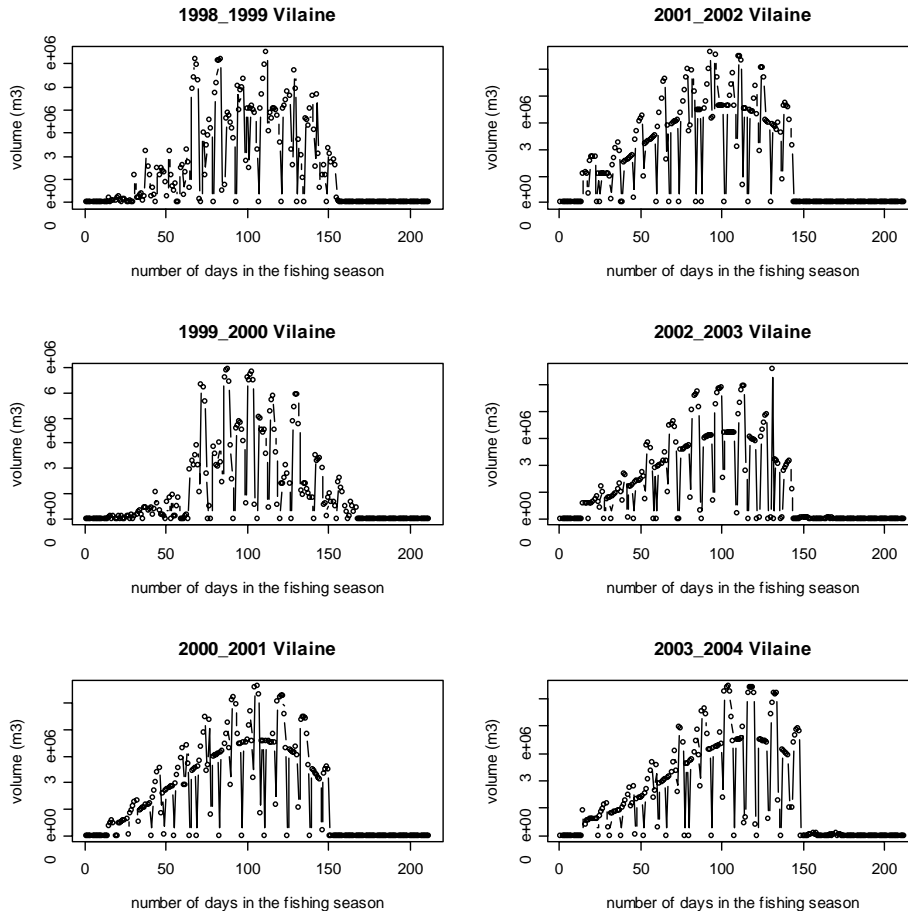 1998_1999 Vilaine
volume (m3)
0 e+00 3 6 e+06
0 50 100 150 200
number of days in the fishing season
2001_2002 Vilaine
volume (m3)
0 e+00 3 e+06
0 50 100 150 200
number of days in the fishing season
1999_2000 Vilaine
volume (m3)
0 e+00 3 6 e+06
0 50 100 150 200
number of days in the fishing season
2002_2003 Vilaine
volume (m3)
0 e+00 3 e+06
0 50 100 150 200
number of days in the fishing season
2000_2001 Vilaine
volume (m3)
0 e+00 3 e+06
0 50 100 150 200
number of days in the fishing season
2003_2004 Vilaine
volume (m3)
0 e+00 3 e+06
0 50 100 150 200
number of days in the fishing season